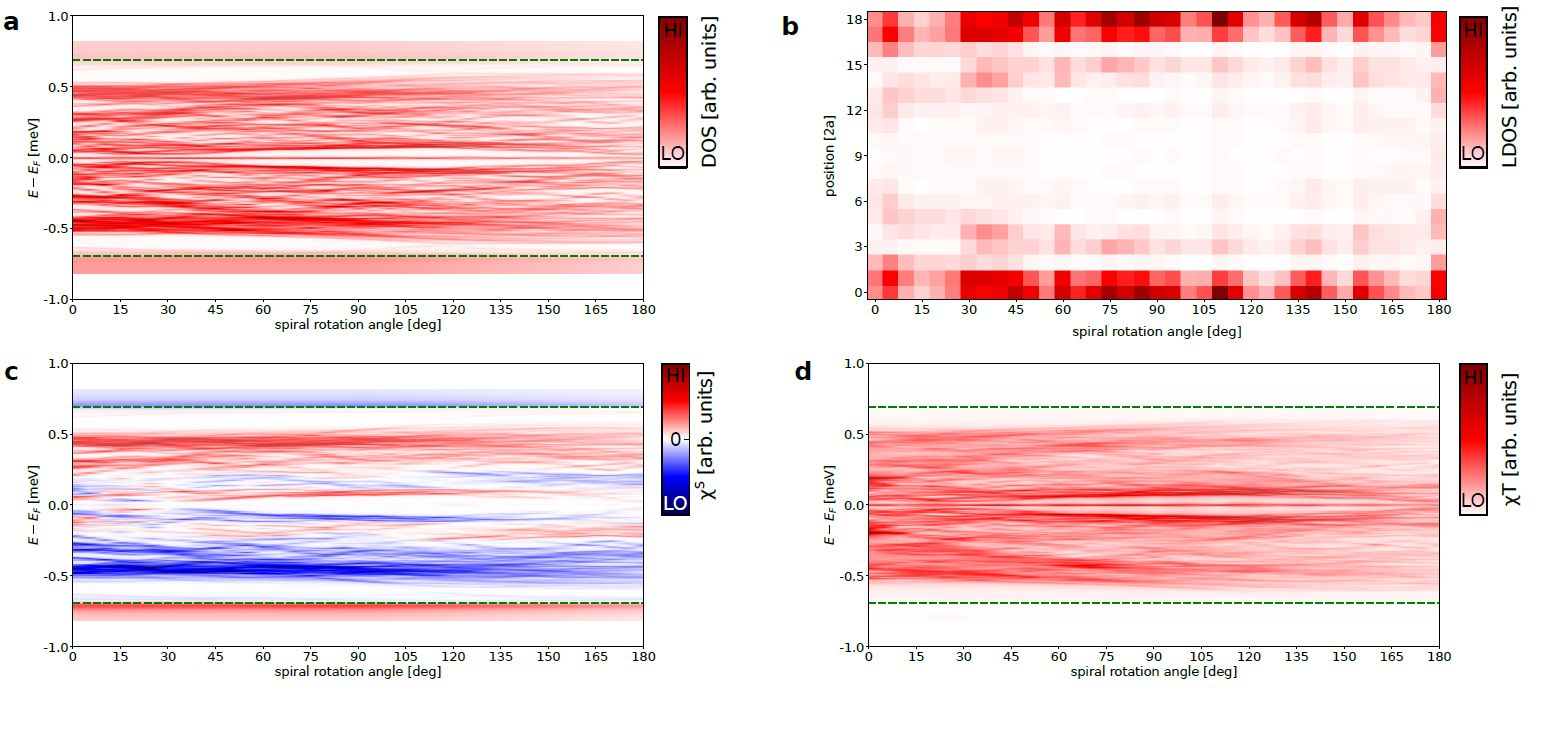 a
1.0
0.5
0.0
-0.5
-1.0
E − E_F [meV]
0 15 30 45 60 75 90 105 120 135 150 165 180
spiral rotation angle [deg]
HI
LO
DOS [arb. units]
b
18
15
12
9
6
3
0
position [2a]
0 15 30 45 60 75 90 105 120 135 150 165 180
spiral rotation angle [deg]
HI
LO
LDOS [arb. units]
c
1.0
0.5
0.0
-0.5
-1.0
E − E_F [meV]
0 15 30 45 60 75 90 105 120 135 150 165 180
spiral rotation angle [deg]
HI
0
LO
χ^S [arb. units]
d
1.0
0.5
0.0
-0.5
-1.0
E − E_F [meV]
0 15 30 45 60 75 90 105 120 135 150 165 180
spiral rotation angle [deg]
HI
LO
χT [arb. units]